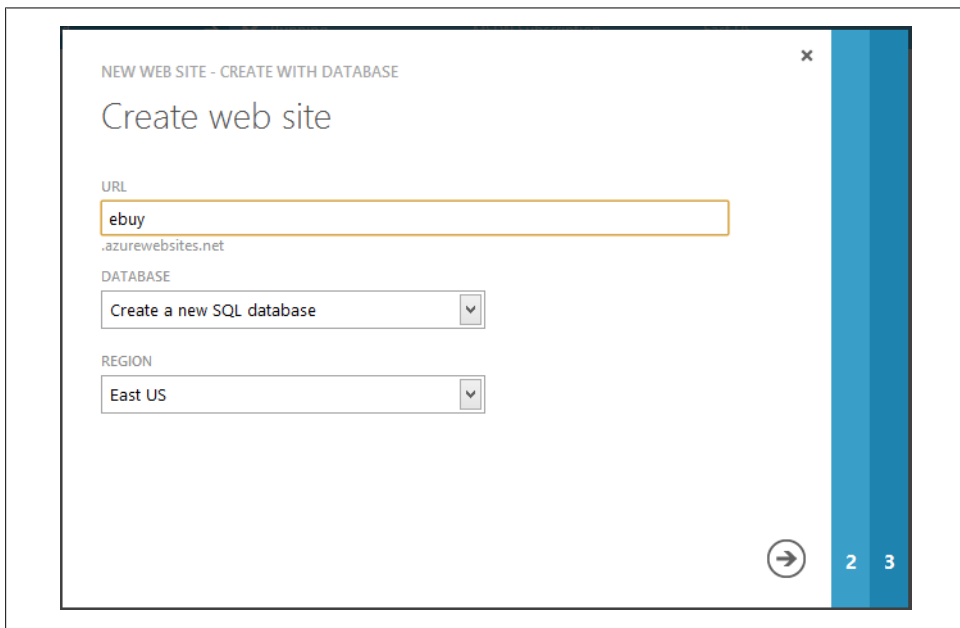 NEW WEB SITE - CREATE WITH DATABASE
Create web site
URL
ebuy
.azurewebsites.net
DATABASE
Create a new SQL database
REGION
East US
2 3